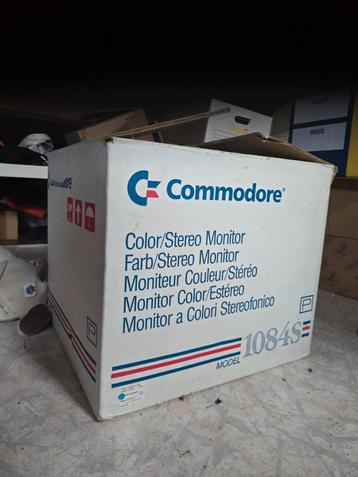 Commodore®
Color/Stereo Monitor
Farb/Stereo Monitor
Moniteur Couleur/Stéréo
Monitor Color/Estéreo
Monitor a Colori Stereofonico
MODEL 1084S